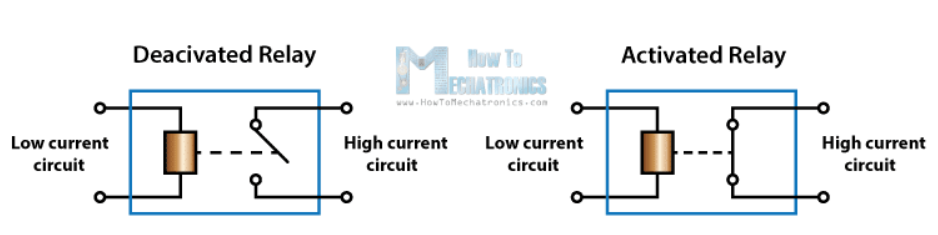 Deacivated Relay
How To
MECHATRONICS
www.HowToMechatronics.com
Activated Relay
Low current
circuit
High current
circuit
Low current
circuit
High current
circuit